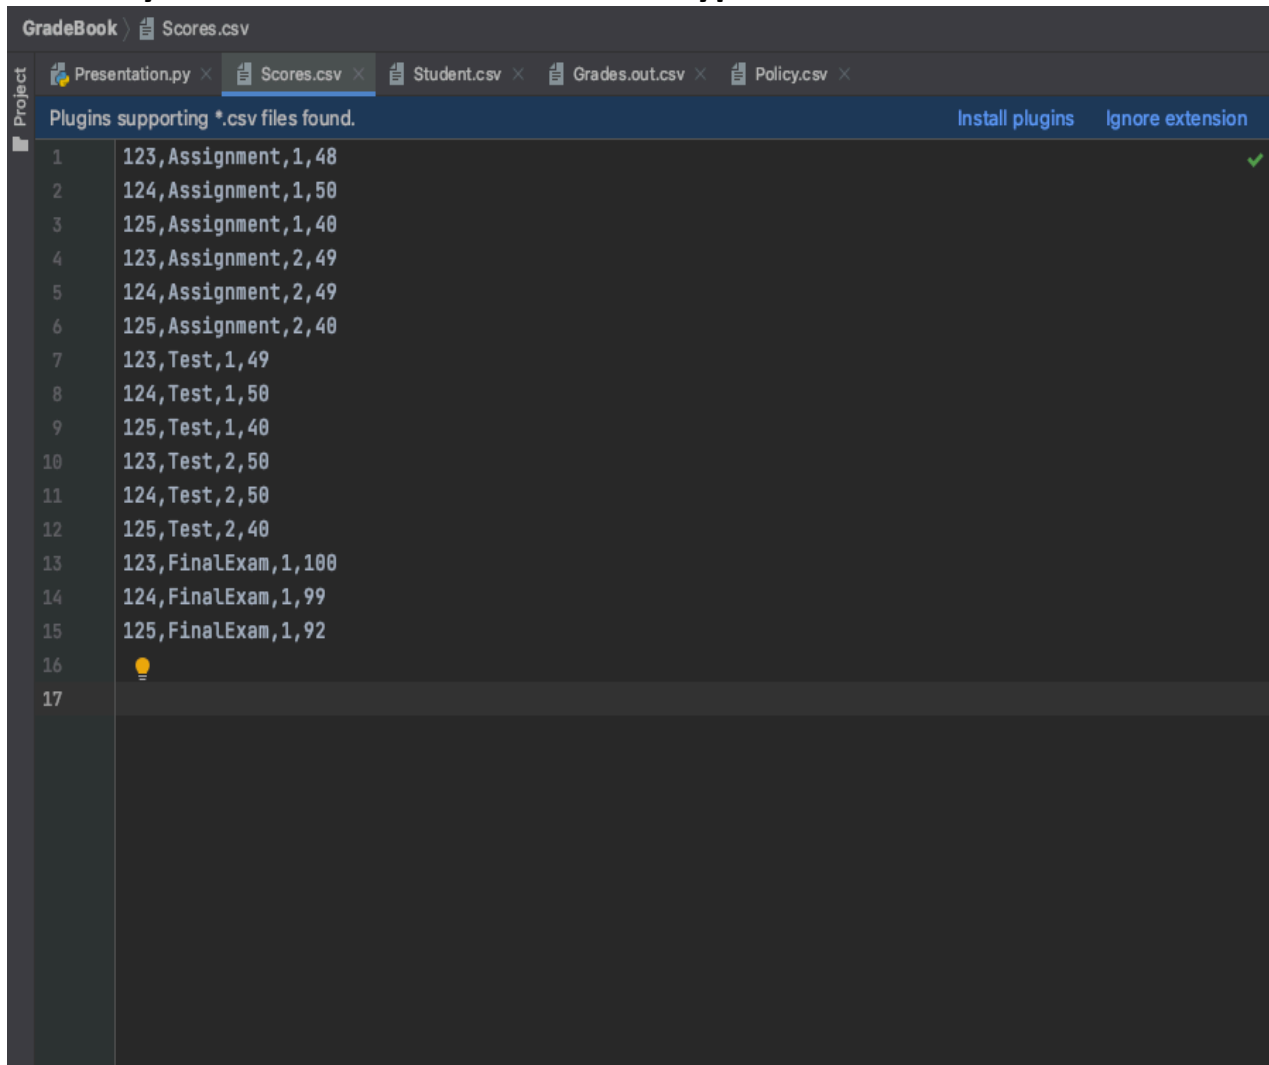 GradeBook Scores.csv
Project
Presentation.py Scores.csv Student.csv Grades.out.csv Policy.csv
Plugins supporting *.csv files found. Install plugins Ignore extension
1 123,Assignment,1,48
2 124,Assignment,1,50
3 125,Assignment,1,40
4 123,Assignment,2,49
5 124,Assignment,2,49
6 125,Assignment,2,40
7 123,Test,1,49
8 124,Test,1,50
9 125,Test,1,40
10 123,Test,2,50
11 124,Test,2,50
12 125,Test,2,40
13 123,FinalExam,1,100
14 124,FinalExam,1,99
15 125,FinalExam,1,92
16
17